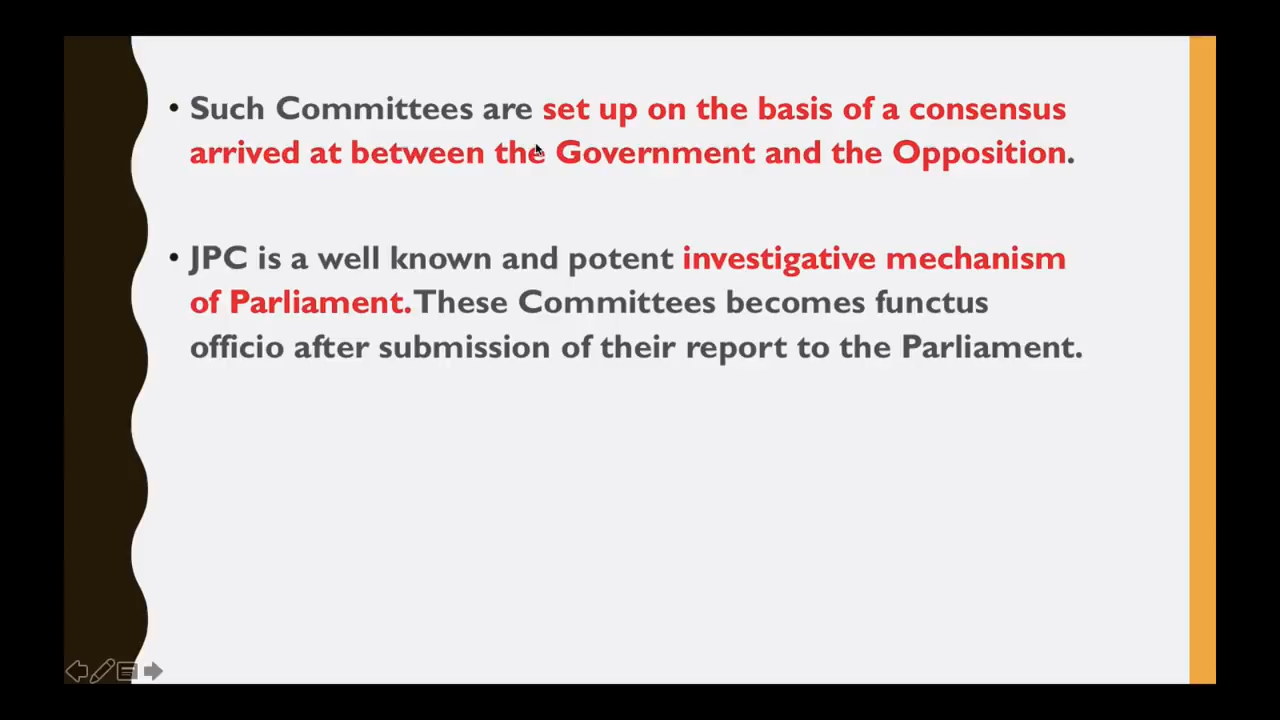 • Such Committees are set up on the basis of a consensus
arrived at between the Government and the Opposition.
• JPC is a well known and potent investigative mechanism
of Parliament. These Committees becomes functus
officio after submission of their report to the Parliament.